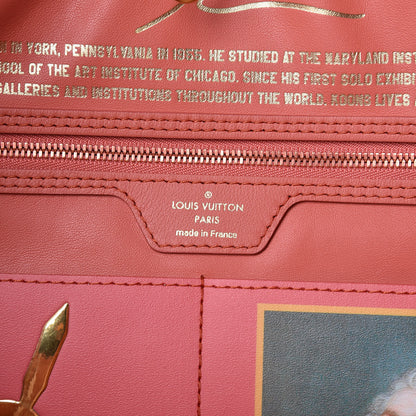 IN YORK, PENNSYLVANIA IN 1955. HE STUDIED AT THE MARYLAND INST
OOL OF THE ART INSTITUTE OF CHICAGO. SINCE HIS FIRST SOLO EXHIBI
GALLERIES AND INSTITUTIONS THROUGHOUT THE WORLD. KOONS LIVES
®
LOUIS VUITTON
PARIS
made in France